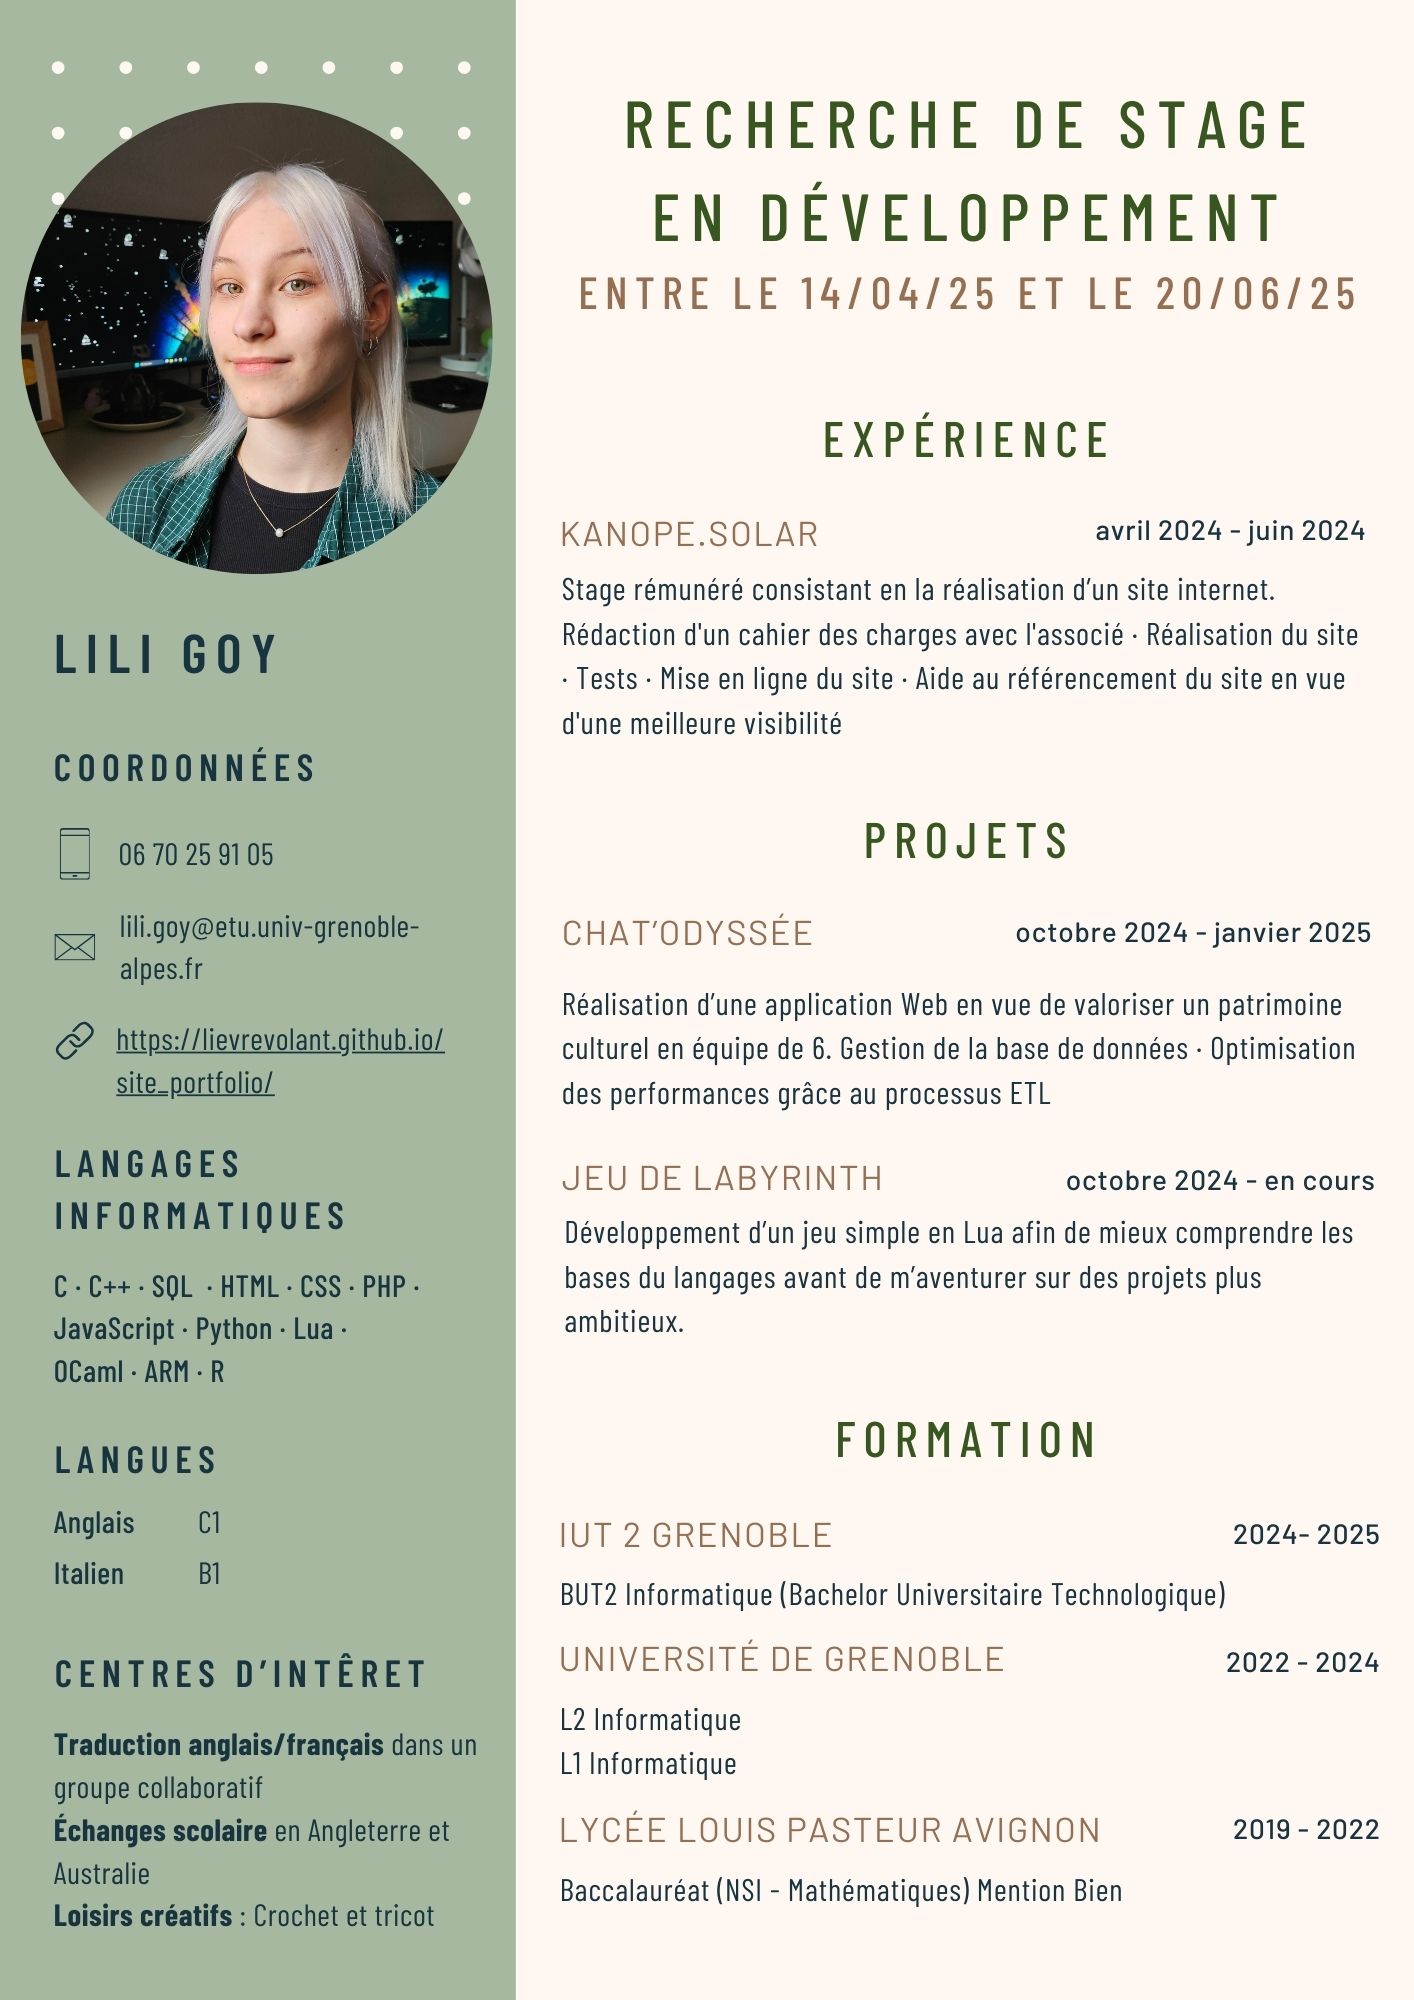 LILI GOY
COORDONNÉES
06 70 25 91 05
lili.goy@etu.univ-grenoble-
alpes.fr
https://lievrevolant.github.io/
site_portfolio/
LANGAGES
INFORMATIQUES
C · C++ · SQL  · HTML · CSS · PHP ·
JavaScript · Python · Lua ·
OCaml · ARM · R
LANGUES
Anglais C1
Italien B1
CENTRES D’INTÊRET
Traduction anglais/français dans un
groupe collaboratif
Échanges scolaire en Angleterre et
Australie
Loisirs créatifs : Crochet et tricot
RECHERCHE DE STAGE
EN DÉVELOPPEMENT
ENTRE LE 14/04/25 ET LE 20/06/25
EXPÉRIENCE
KANOPE.SOLAR avril 2024 - juin 2024
Stage rémunéré consistant en la réalisation d’un site internet.
Rédaction d'un cahier des charges avec l'associé · Réalisation du site
· Tests · Mise en ligne du site · Aide au référencement du site en vue
d'une meilleure visibilité
PROJETS
CHAT’ODYSSÉE octobre 2024 - janvier 2025
Réalisation d’une application Web en vue de valoriser un patrimoine
culturel en équipe de 6. Gestion de la base de données · Optimisation
des performances grâce au processus ETL
JEU DE LABYRINTH octobre 2024 - en cours
Développement d’un jeu simple en Lua afin de mieux comprendre les
bases du langages avant de m’aventurer sur des projets plus
ambitieux.
FORMATION
IUT 2 GRENOBLE 2024- 2025
BUT2 Informatique (Bachelor Universitaire Technologique)
UNIVERSITÉ DE GRENOBLE 2022 - 2024
L2 Informatique
L1 Informatique
LYCÉE LOUIS PASTEUR AVIGNON 2019 - 2022
Baccalauréat (NSI - Mathématiques) Mention Bien